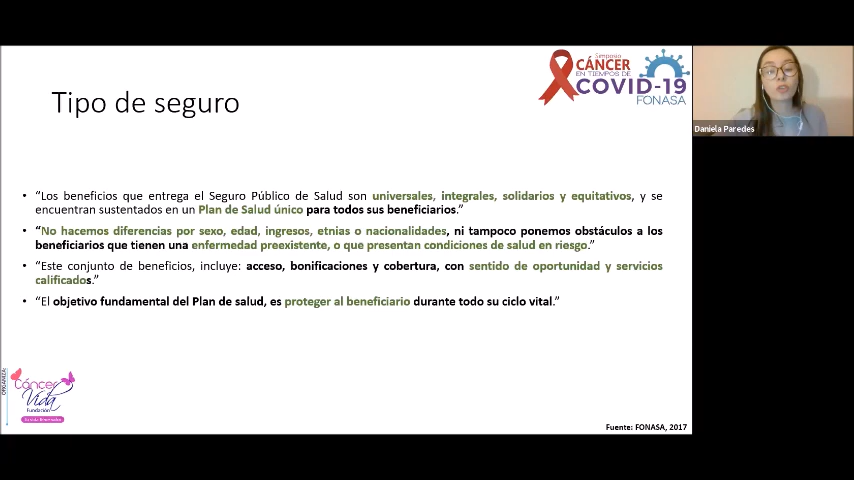 Simposio
CÁNCER
EN TIEMPOS DE
COVID-19
FONASA
Daniela Paredes
Tipo de seguro
• “Los beneficios que entrega el Seguro Público de Salud son universales, integrales, solidarios y equitativos, y se
encuentran sustentados en un Plan de Salud único para todos sus beneficiarios.”
• “No hacemos diferencias por sexo, edad, ingresos, etnias o nacionalidades, ni tampoco ponemos obstáculos a los
beneficiarios que tienen una enfermedad preexistente, o que presentan condiciones de salud en riesgo.”
• “Este conjunto de beneficios, incluye: acceso, bonificaciones y cobertura, con sentido de oportunidad y servicios
calificados.”
• “El objetivo fundamental del Plan de salud, es proteger al beneficiario durante todo su ciclo vital.”
ORGANIZA:
Cáncer
Vida
Fundación
Fuente: FONASA, 2017